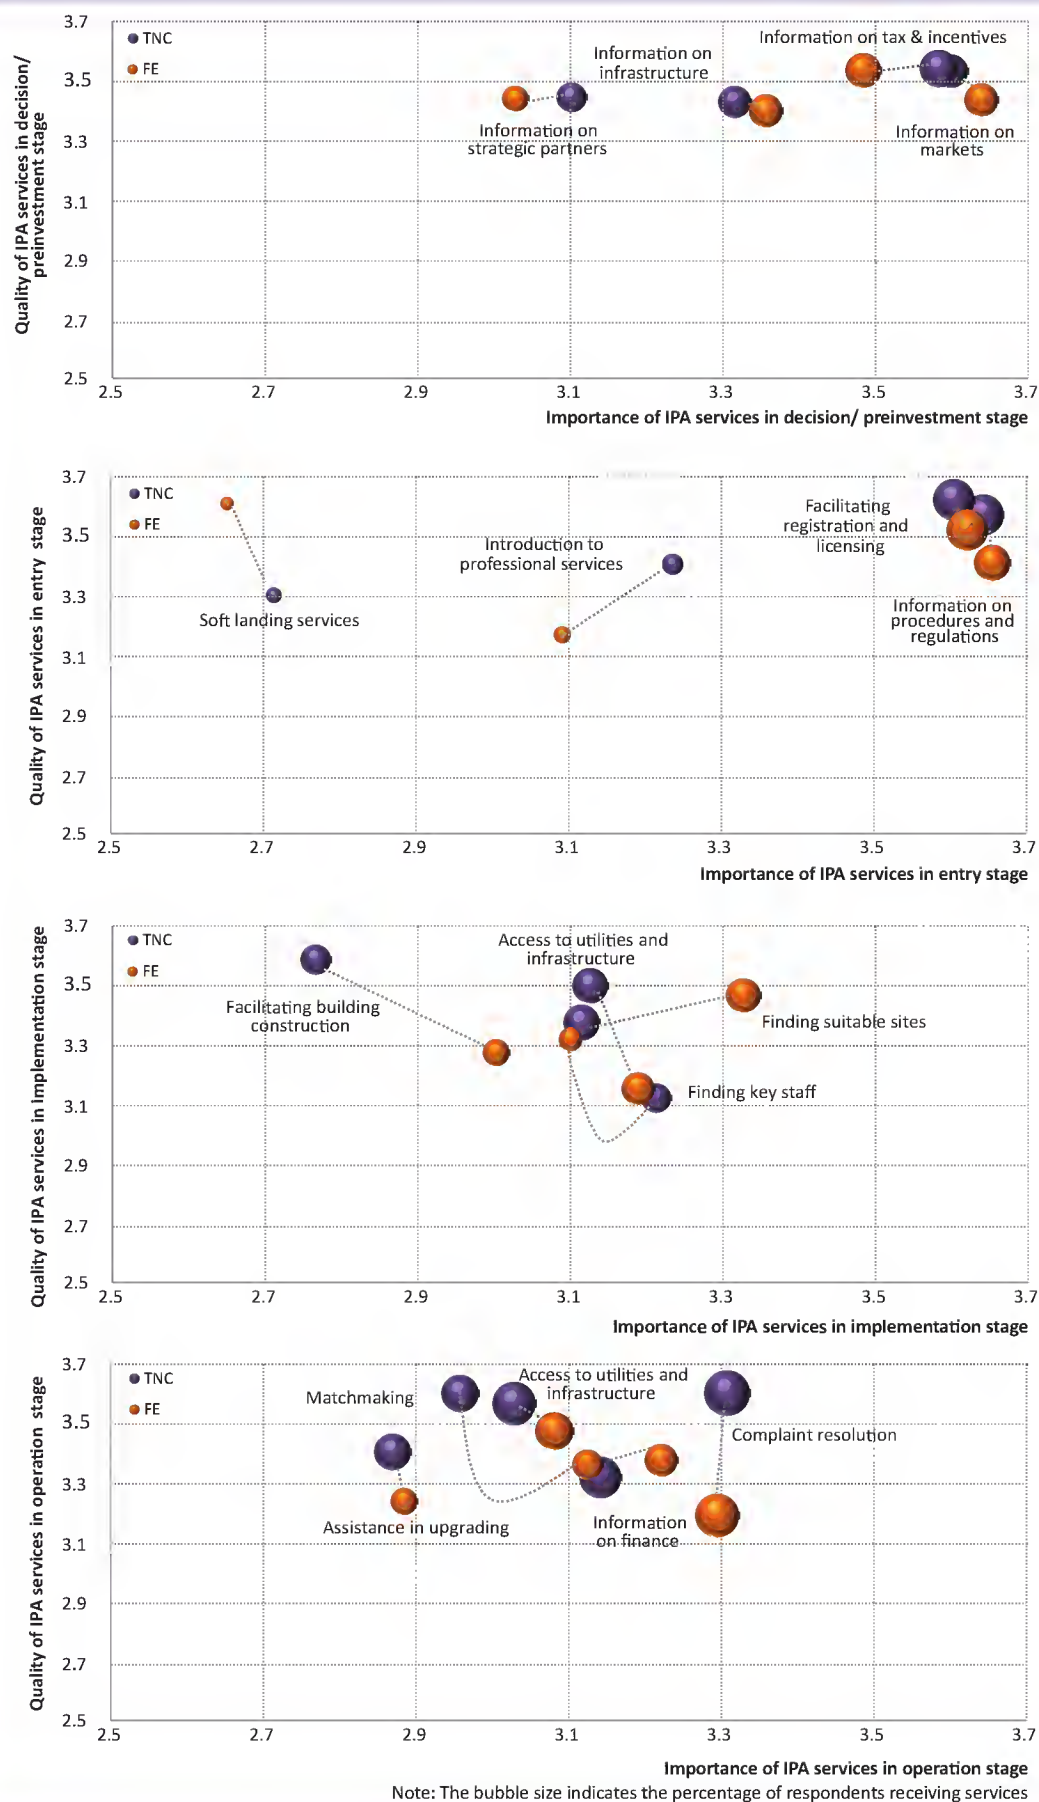 Quality of IPA services in decision/
preinvestment stage
3.7
3.5
3.3
3.1
2.9
2.7
2.5
TNC
FE
Information on tax & incentives
Information on
infrastructure
Information on
strategic partners
Information on
markets
2.5 2.7 2.9 3.1 3.3 3.5 3.7
Importance of IPA services in decision/ preinvestment stage
Quality of IPA services in entry stage
3.7
3.5
3.3
3.1
2.9
2.7
2.5
TNC
FE
Facilitating
registration and
licensing
Introduction to
professional services
Soft landing services
Information on
procedures and
regulations
2.5 2.7 2.9 3.1 3.3 3.5 3.7
Importance of IPA services in entry stage
Quality of IPA services in implementation stage
3.7
3.5
3.3
3.1
2.9
2.7
2.5
TNC
FE
Access to utilities and
infrastructure
Facilitating building
construction
Finding suitable sites
Finding key staff
2.5 2.7 2.9 3.1 3.3 3.5 3.7
Importance of IPA services in implementation stage
Quality of IPA services in operation stage
3.7
3.5
3.3
3.1
2.9
2.7
2.5
TNC
FE
Access to utilities and
infrastructure
Matchmaking
Complaint resolution
Assistance in upgrading
Information
on finance
2.5 2.7 2.9 3.1 3.3 3.5 3.7
Importance of IPA services in operation stage
Note: The bubble size indicates the percentage of respondents receiving services